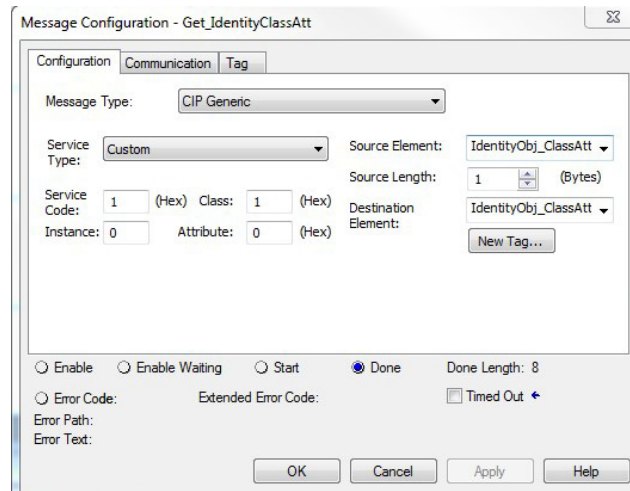 Message Configuration - Get_IdentityClassAtt
Configuration Communication Tag
Message Type: CIP Generic
Service Type: Custom
Source Element: IdentityObj_ClassAtt
Source Length: 1 (Bytes)
Service Code: 1 (Hex) Class: 1 (Hex)
Destination Element: IdentityObj_ClassAtt
Instance: 0 Attribute: 0 (Hex)
New Tag...
Enable Enable Waiting Start Done Done Length: 8
Error Code: Extended Error Code: Timed Out
Error Path:
Error Text:
OK Cancel Apply Help